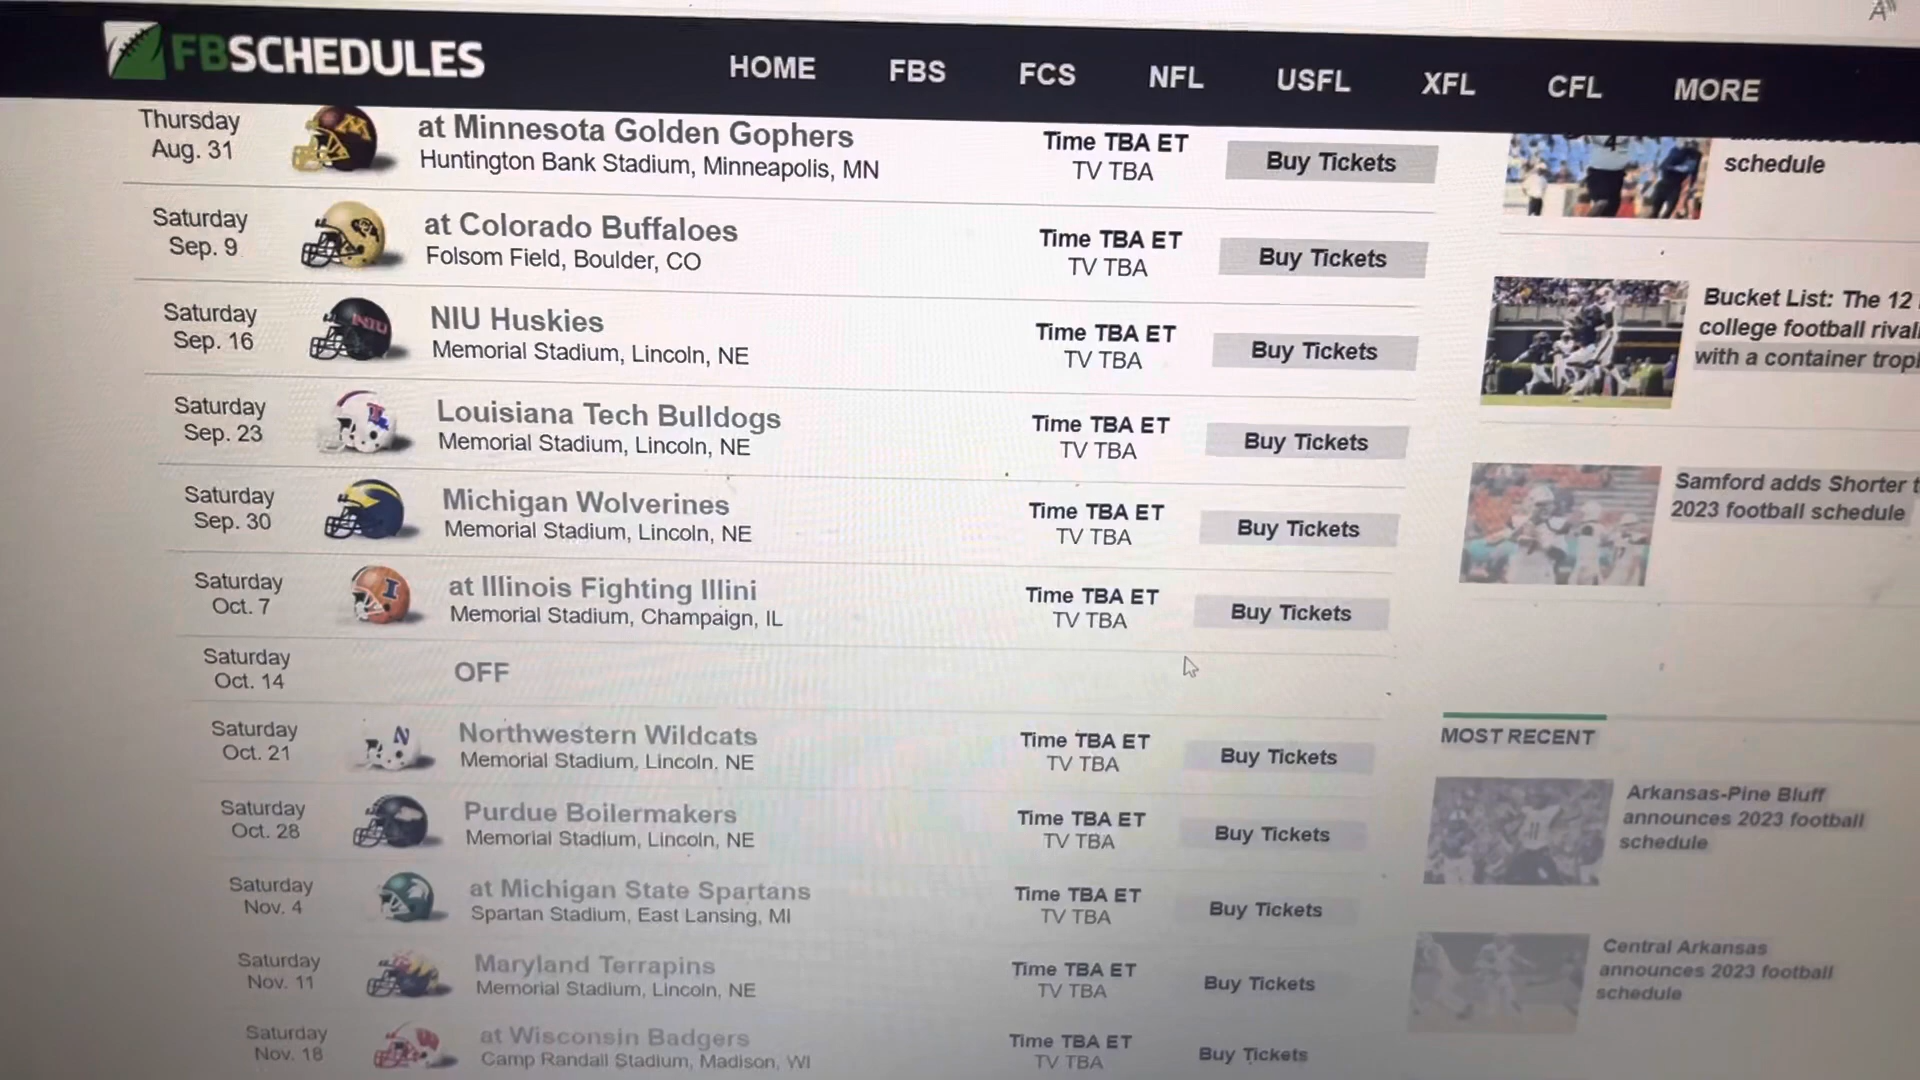 FBSCHEDULES
HOME FBS FCS NFL USFL XFL CFL MORE
Thursday
Aug. 31
at Minnesota Golden Gophers
Huntington Bank Stadium, Minneapolis, MN
Time TBA ET
TV TBA
Buy Tickets
Saturday
Sep. 9
at Colorado Buffaloes
Folsom Field, Boulder, CO
Time TBA ET
TV TBA
Buy Tickets
Saturday
Sep. 16
NIU
NIU Huskies
Memorial Stadium, Lincoln, NE
Time TBA ET
TV TBA
Buy Tickets
Saturday
Sep. 23
Louisiana Tech Bulldogs
Memorial Stadium, Lincoln, NE
Time TBA ET
TV TBA
Buy Tickets
Saturday
Sep. 30
Michigan Wolverines
Memorial Stadium, Lincoln, NE
Time TBA ET
TV TBA
Buy Tickets
Saturday
Oct. 7
I
at Illinois Fighting Illini
Memorial Stadium, Champaign, IL
Time TBA ET
TV TBA
Buy Tickets
Saturday
Oct. 14
OFF
Saturday
Oct. 21
N
Northwestern Wildcats
Memorial Stadium, Lincoln, NE
Time TBA ET
TV TBA
Buy Tickets
Saturday
Oct. 28
Purdue Boilermakers
Memorial Stadium, Lincoln, NE
Time TBA ET
TV TBA
Buy Tickets
Saturday
Nov. 4
at Michigan State Spartans
Spartan Stadium, East Lansing, MI
Time TBA ET
TV TBA
Buy Tickets
Saturday
Nov. 11
Maryland Terrapins
Memorial Stadium, Lincoln, NE
Time TBA ET
TV TBA
Buy Tickets
Saturday
Nov. 18
at Wisconsin Badgers
Camp Randall Stadium, Madison, WI
Time TBA ET
TV TBA
Buy Tickets
schedule
Bucket List: The 12
college football
with a container
Samford adds Shorter
2023 football schedule
MOST RECENT
Arkansas-Pine Bluff
announces 2023 football
schedule
Central Arkansas
announces 2023 football
schedule